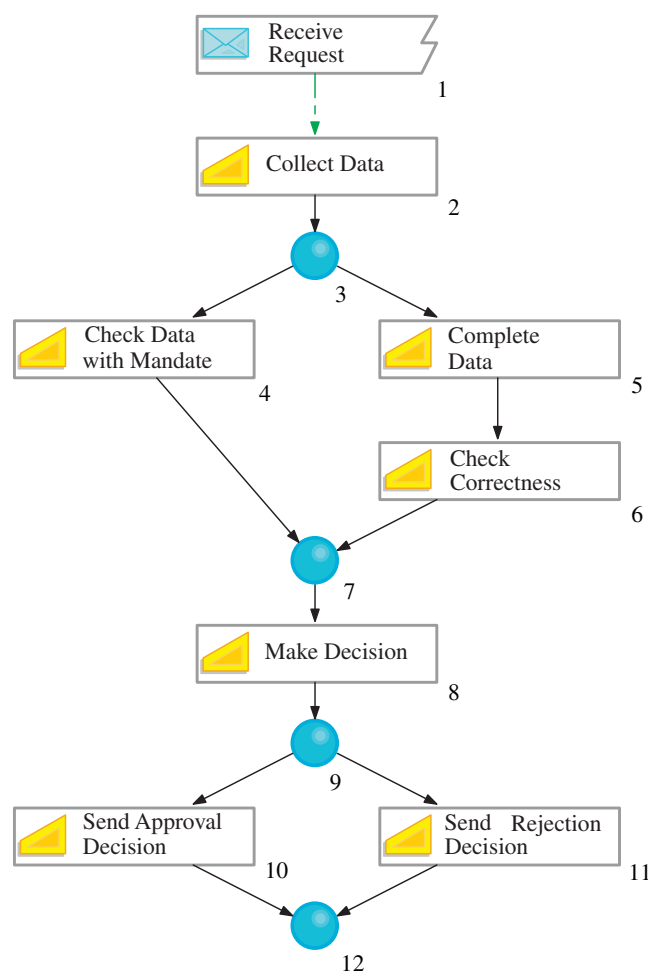 Receive
Request
1
Collect Data
2
3
Check Data
with Mandate
4
Complete
Data
5
Check
Correctness
6
7
Make Decision
8
9
Send Approval
Decision
10
Send Rejection
Decision
11
12